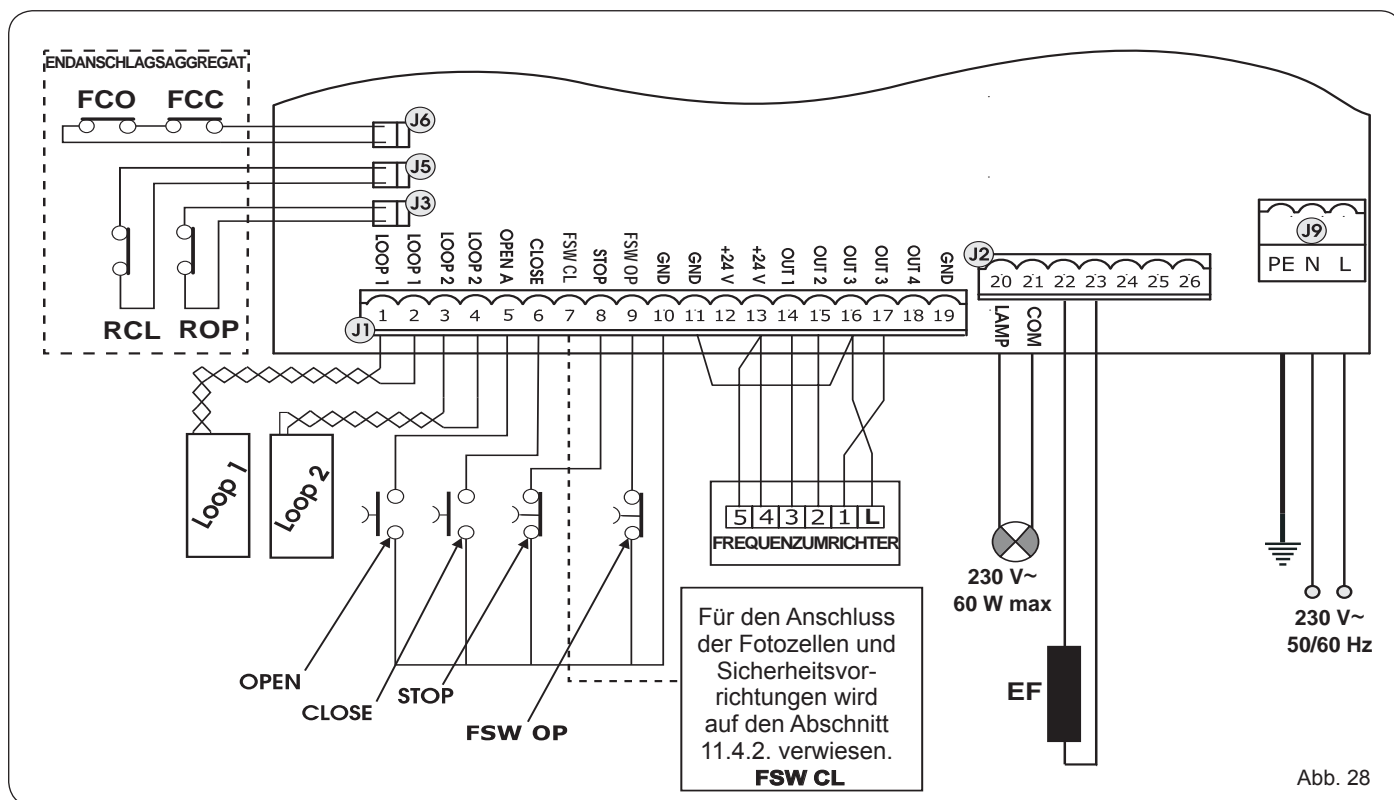 ENDANSCHLAGSAGGREGAT
FCO FCC
J6
J5
J3
RCL ROP
LOOP 1 LOOP 1 LOOP 2 LOOP 2 OPEN A CLOSE FSW CL STOP FSW OP GND GND +24 V +24 V OUT 1 OUT 2 OUT 3 OUT 3 OUT 4 GND
1 2 3 4 5 6 7 8 9 10 11 12 13 14 15 16 17 18 19
J1
J2
20 21 22 23 24 25 26
LAMP COM
J9
PE N L
Loop 1
Loop 2
OPEN
CLOSE
STOP
FSW OP
5 4 3 2 1 L
FREQUENZUMRICHTER
Für den Anschluss
der Fotozellen und
Sicherheitsvor-
richtungen wird
auf den Abschnitt
11.4.2. verwiesen.
FSW CL
230 V~
60 W max
EF
230 V~
50/60 Hz
Abb. 28